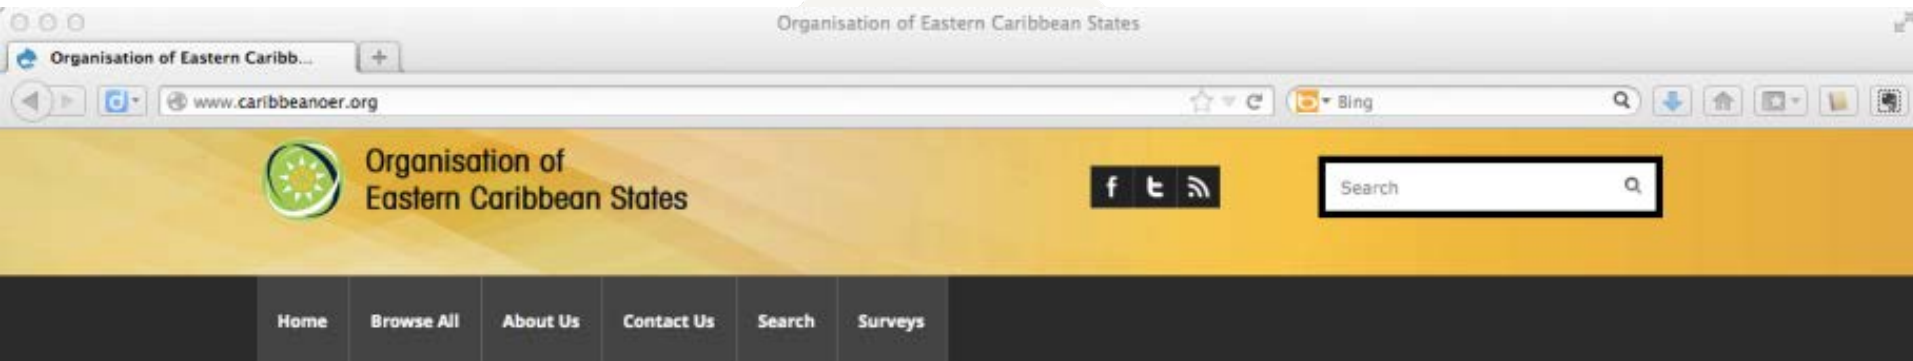 Organisation of Eastern Caribbean States
Organisation of Eastern Caribb...
www.caribbeanoer.org
Bing
Organisation of
Eastern Caribbean States
Search
Home Browse All About Us Contact Us Search Surveys